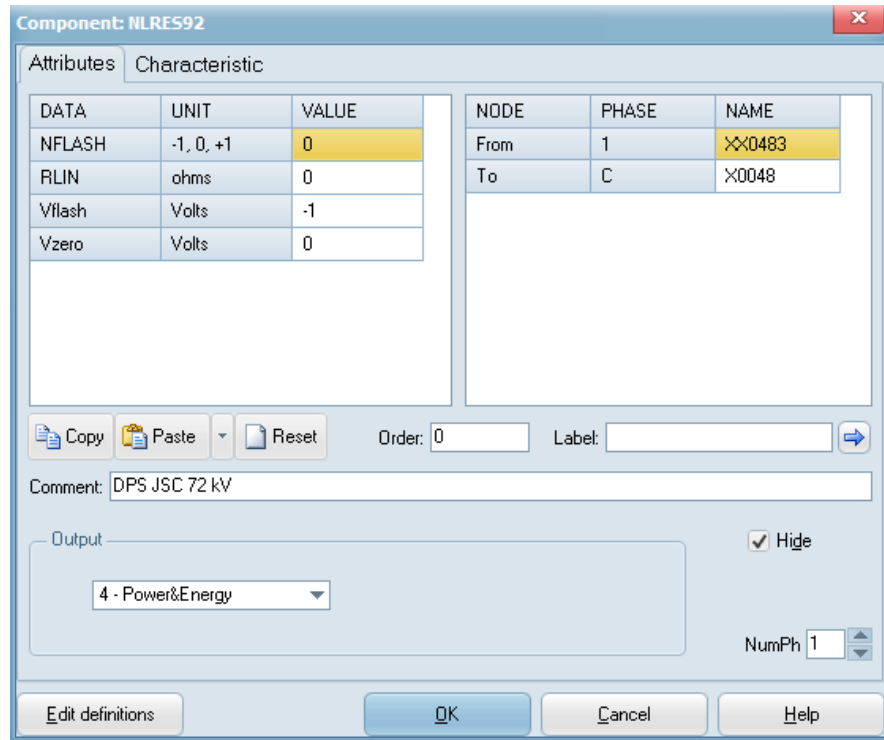 Component: NLRES92
Attributes Characteristic
DATA UNIT VALUE NODE PHASE NAME
NFLASH -1, 0, +1 0 From 1 XX0483
RLIN ohms 0 To C X0048
Vflash Volts -1
Vzero Volts 0
Copy Paste Reset Order: 0 Label:
Comment: DPS JSC 72 kV
Output
Hide
4 - Power&Energy
NumPh 1
Edit definitions OK Cancel Help